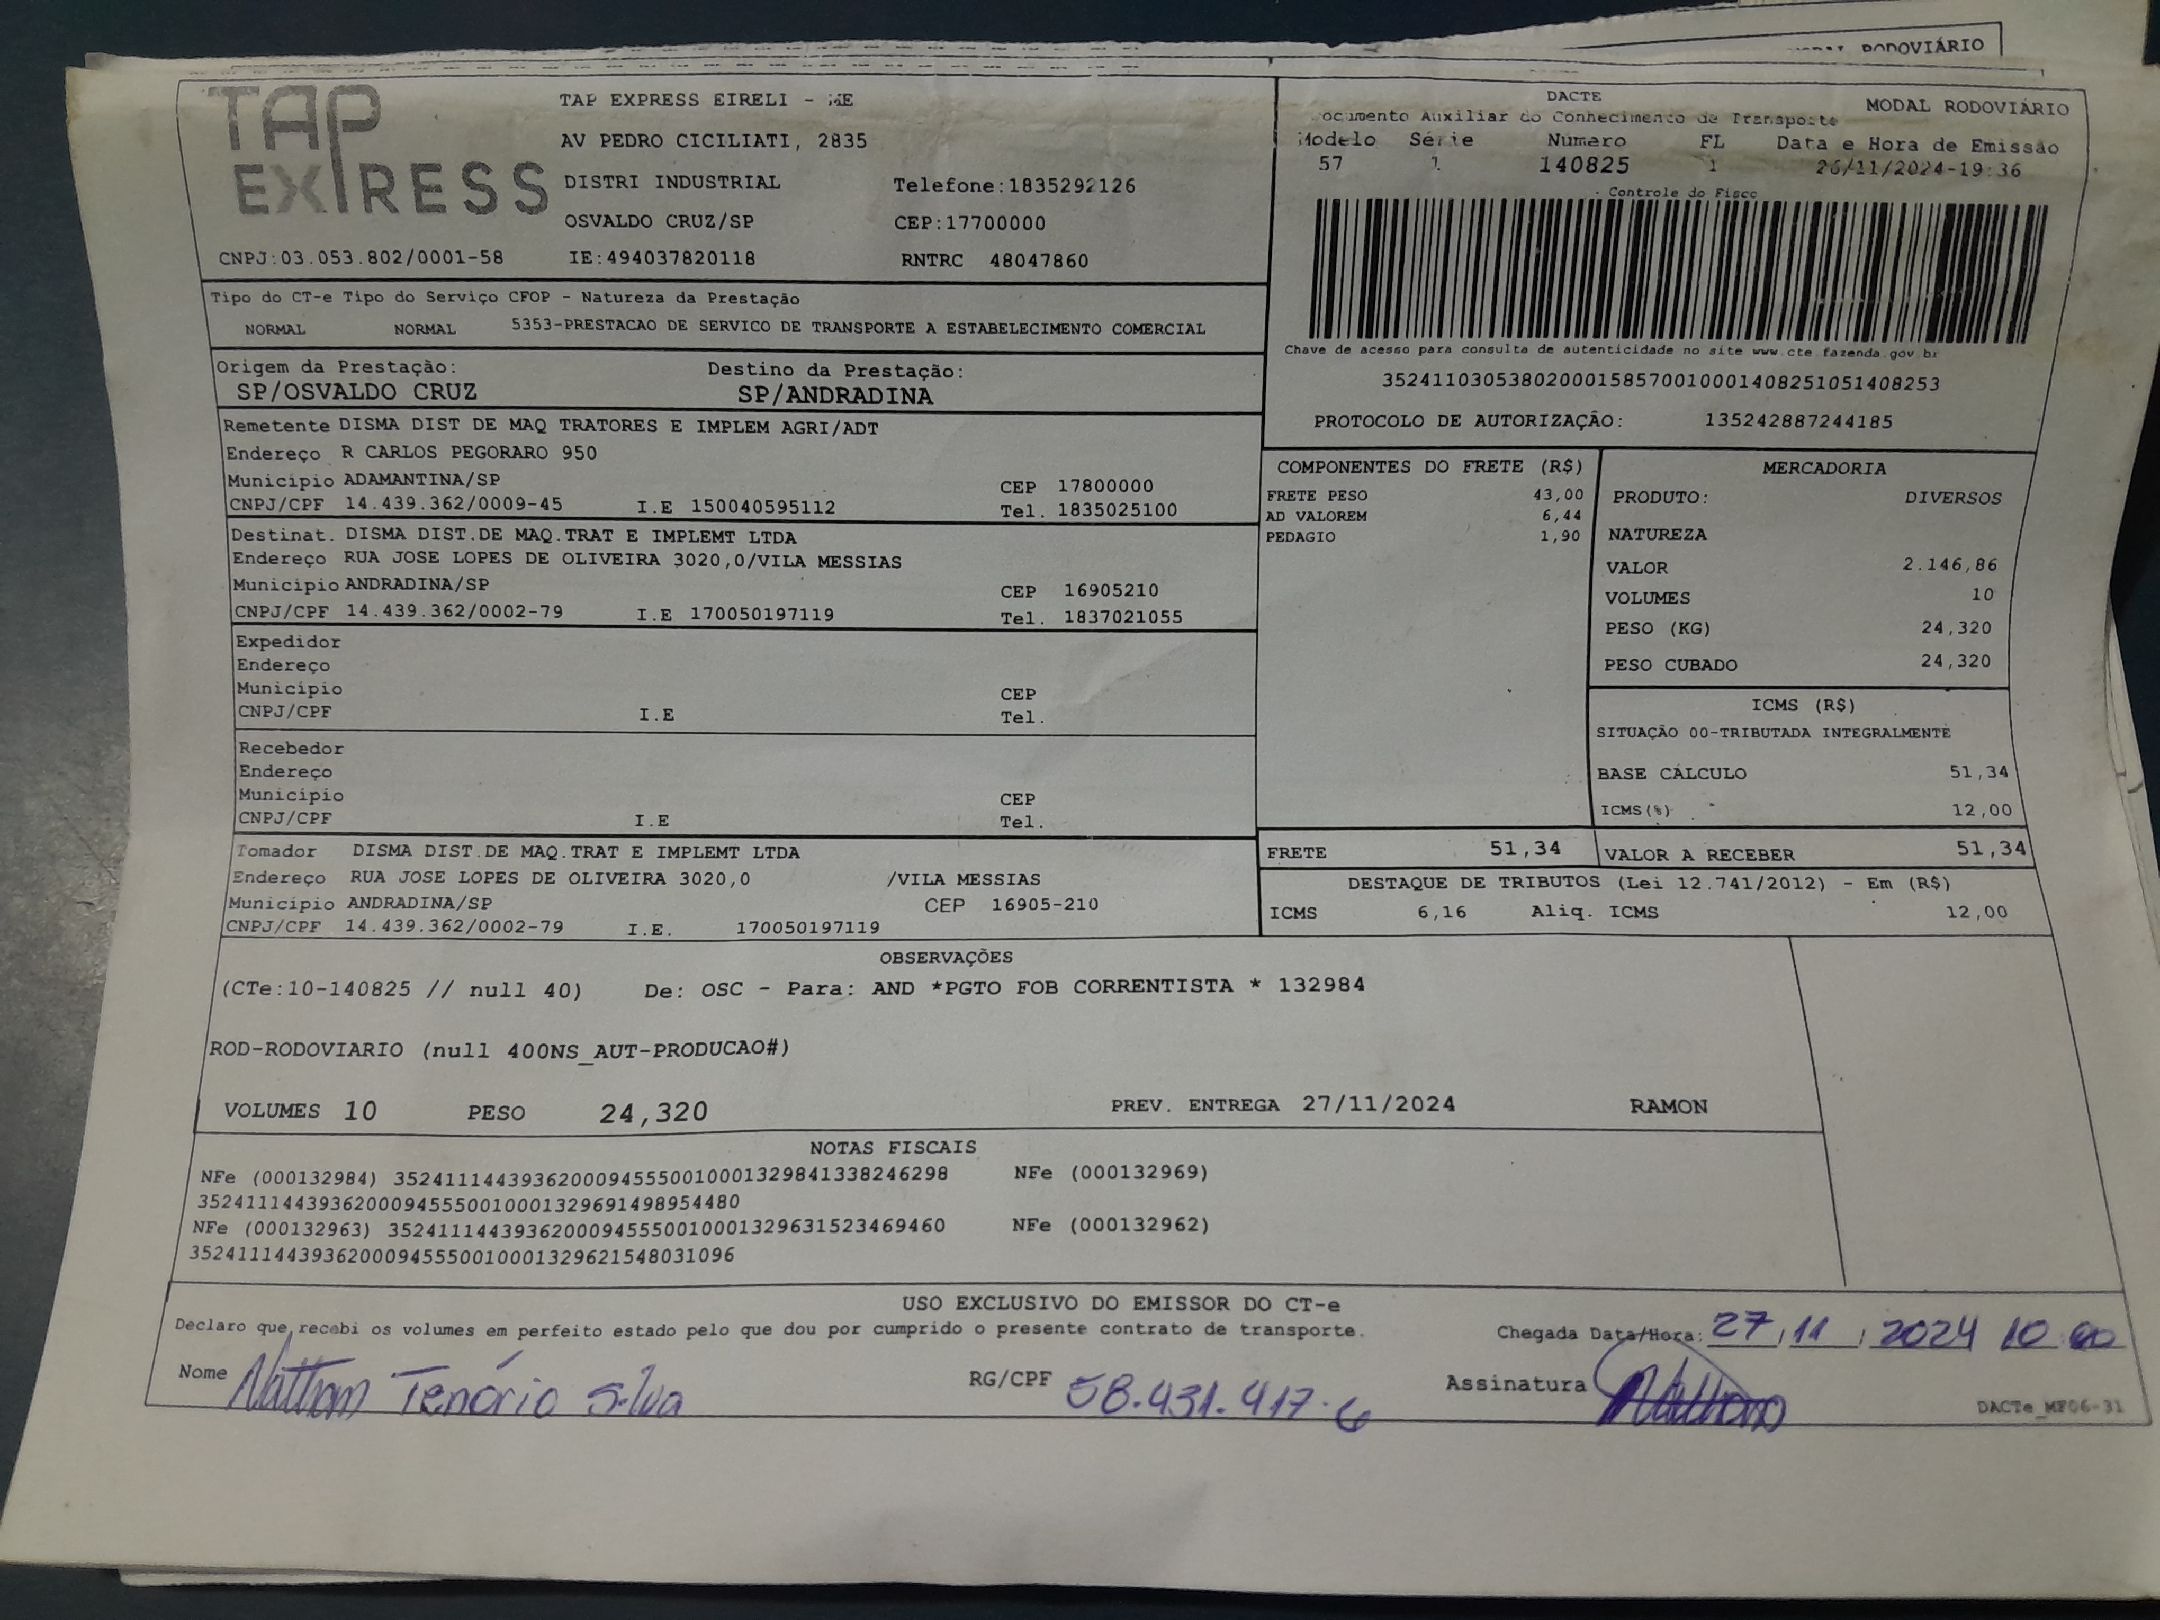 RODOVIÁRIO
TAP
EXPRESS
TAP EXPRESS EIRELI - ME
AV PEDRO CICILIATI, 2835
DISTRI INDUSTRIAL Telefone:1835292126
OSVALDO CRUZ/SP CEP:17700000
CNPJ:03.053.802/0001-58 IE:494037820118 RNTRC 48047860
DACTE MODAL RODOVIÁRIO
ocumento Auxiliar do Conhecimento de Transporte
Modelo Série Número FL Data e Hora de Emissão
57 1 140825 1 26/11/2024-19:36
Controle do Fisco
Chave de acesso para consulta de autenticidade no site www.cte.fazenda.gov.br
35241103053802000158570010001408251051408253
PROTOCOLO DE AUTORIZAÇÃO: 135242887244185
Tipo do CT-e Tipo do Serviço CFOP - Natureza da Prestação
NORMAL NORMAL 5353-PRESTACAO DE SERVICO DE TRANSPORTE A ESTABELECIMENTO COMERCIAL
Origem da Prestação: Destino da Prestação:
SP/OSVALDO CRUZ SP/ANDRADINA
Remetente DISMA DIST DE MAQ TRATORES E IMPLEM AGRI/ADT
Endereço R CARLOS PEGORARO 950
Município ADAMANTINA/SP CEP 17800000
CNPJ/CPF 14.439.362/0009-45 I.E 150040595112 Tel. 1835025100
Destinat. DISMA DIST.DE MAQ.TRAT E IMPLEMT LTDA
Endereço RUA JOSE LOPES DE OLIVEIRA 3020,0/VILA MESSIAS
Município ANDRADINA/SP CEP 16905210
CNPJ/CPF 14.439.362/0002-79 I.E 170050197119 Tel. 1837021055
Expedidor
Endereço
Município CEP
CNPJ/CPF I.E Tel.
Recebedor
Endereço
Município CEP
CNPJ/CPF I.E Tel.
Tomador DISMA DIST.DE MAQ.TRAT E IMPLEMT LTDA
Endereço RUA JOSE LOPES DE OLIVEIRA 3020,0 /VILA MESSIAS
Município ANDRADINA/SP CEP 16905-210
CNPJ/CPF 14.439.362/0002-79 I.E. 170050197119
COMPONENTES DO FRETE (R$)
FRETE PESO 43,00
AD VALOREM 6,44
PEDAGIO 1,90
MERCADORIA
PRODUTO: DIVERSOS
NATUREZA
VALOR 2.146,86
VOLUMES 10
PESO (KG) 24,320
PESO CUBADO 24,320
ICMS (R$)
SITUAÇÃO 00-TRIBUTADA INTEGRALMENTE
BASE CÁLCULO 51,34
ICMS(%) 12,00
FRETE 51,34 VALOR A RECEBER 51,34
DESTAQUE DE TRIBUTOS (Lei 12.741/2012) - Em (R$)
ICMS 6,16 Aliq. ICMS 12,00
OBSERVAÇÕES
(CTe:10-140825 // null 40) De: OSC - Para: AND *PGTO FOB CORRENTISTA * 132984
ROD-RODOVIARIO (null 400NS_AUT-PRODUCAO#)
VOLUMES 10 PESO 24,320 PREV. ENTREGA 27/11/2024 RAMON
NOTAS FISCAIS
NFe (000132984) 35241114439362000945550010001329841338246298 NFe (000132969)
35241114439362000945550010001329691498954480
NFe (000132963) 35241114439362000945550010001329631523469460 NFe (000132962)
35241114439362000945550010001329621548031096
USO EXCLUSIVO DO EMISSOR DO CT-e
Declaro que recebi os volumes em perfeito estado pelo que dou por cumprido o presente contrato de transporte. Chegada Data/Hora: 27/11/2024 10:00
Nome Nathan Tenório Silva RG/CPF 58.431.417-6 Assinatura Nathan
DACTe_MF06-31